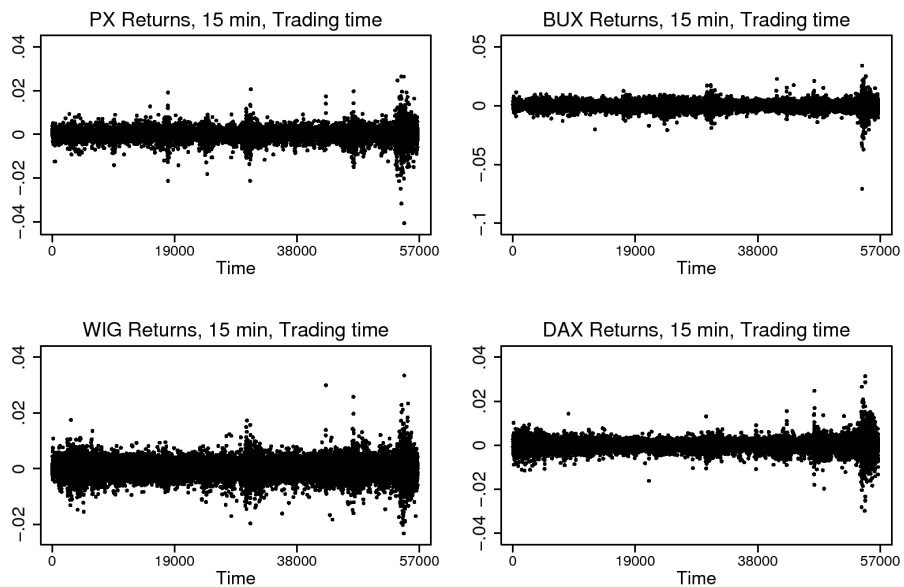 PX Returns, 15 min, Trading time
.04
.02
0
-.02
-.04
0 19000 38000 57000
Time
BUX Returns, 15 min, Trading time
.05
0
-.05
-.1
0 19000 38000 57000
Time
WIG Returns, 15 min, Trading time
.04
.02
0
-.02
0 19000 38000 57000
Time
DAX Returns, 15 min, Trading time
.04
.02
0
-.02
-.04
0 19000 38000 57000
Time